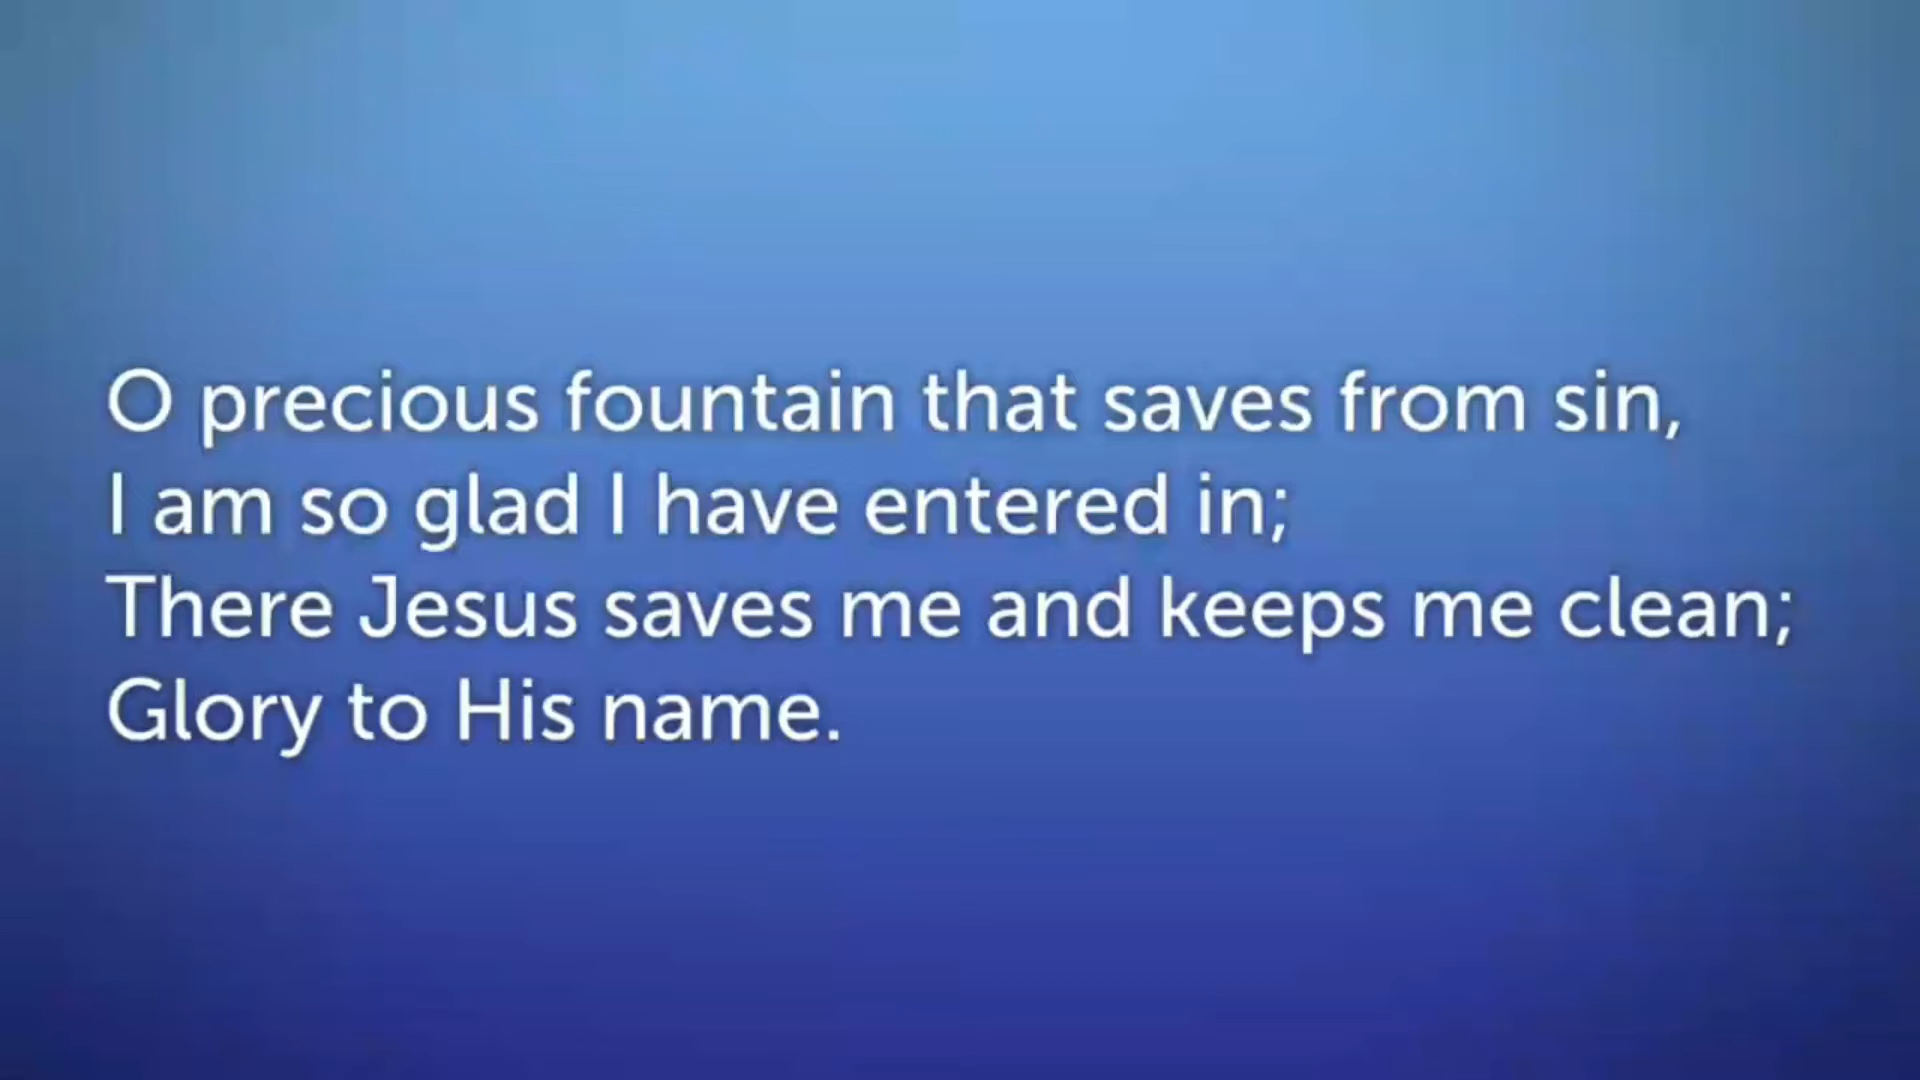 O precious fountain that saves from sin,
I am so glad I have entered in;
There Jesus saves me and keeps me clean;
Glory to His name.